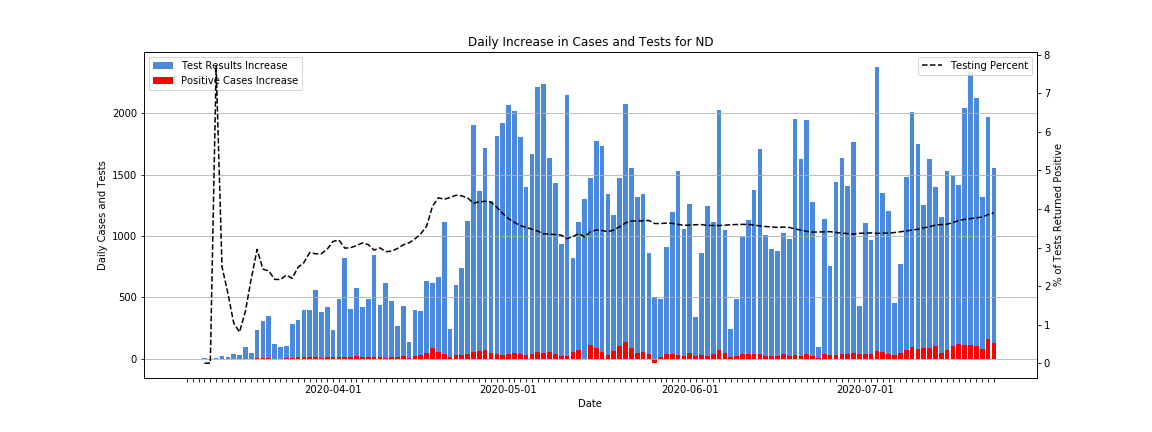 Daily Increase in Cases and Tests for ND
Test Results Increase
Positive Cases Increase
Testing Percent
Daily Cases and Tests
0
500
1000
1500
2000
% of Tests Returned Positive
0
1
2
3
4
5
6
7
8
2020-04-01
2020-05-01
2020-06-01
2020-07-01
Date